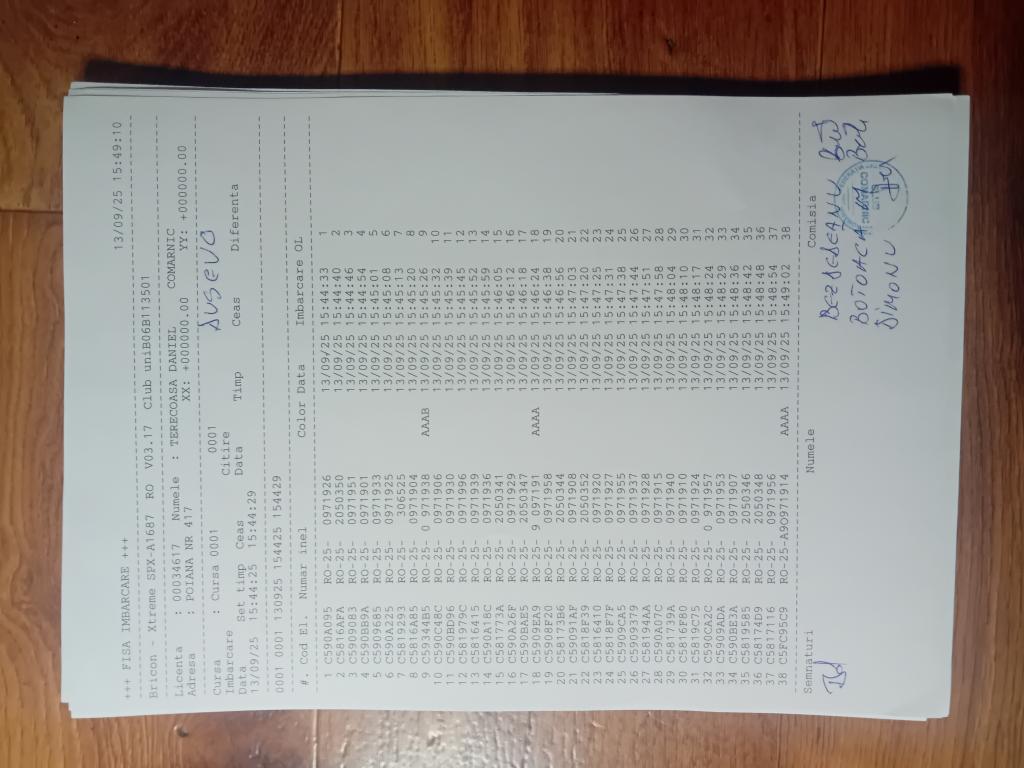 +++ FISA IMBARCARE +++ 13/09/25 15:49:10
Bricon - Xtreme SPX-A1687 RO V03.17 Club uniB06B113501
Licenta : 00034617 Numele : TERECOASA DANIEL COMARNIC
Adresa : POIANA NR 417 XX: +000000.00 YY: +000000.00
Cursa : Cursa 0001 0001 SUSEVO
Imbarcare Citire
Data Set timp Ceas Data Timp Ceas Diferenta
13/09/25 15:44:25 15:44:29
0001 0001 130925 154425 154429
#. Cod El. Numar inel Color Data Imbarcare OL
1 C590A095 RO-25- 0971926 13/09/25 15:44:33 1
2 C5816AFA RO-25- 2050350 13/09/25 15:44:40 2
3 C5909083 RO-25- 0971951 13/09/25 15:44:46 3
4 C590BB9A RO-25- 0971901 13/09/25 15:44:54 4
5 C5909685 RO-25- 0971933 13/09/25 15:45:01 5
6 C590A225 RO-25- 0971925 13/09/25 15:45:08 6
7 C5819293 RO-25- 306525 13/09/25 15:45:13 7
8 C5816A85 RO-25- 0971904 13/09/25 15:45:20 8
9 C59344B5 RO-25- 0 971938 AAAB 13/09/25 15:45:26 9
10 C590C48C RO-25- 0971906 13/09/25 15:45:32 10
11 C590BD96 RO-25- 0971930 13/09/25 15:45:39 11
12 C581979C RO-25- 0971996 13/09/25 15:45:45 12
13 C5816415 RO-25- 0971939 13/09/25 15:45:52 13
14 C590A18C RO-25- 0971936 13/09/25 15:45:59 14
15 C581773A RO-25- 2050341 13/09/25 15:46:05 15
16 C590A26F RO-25- 0971929 13/09/25 15:46:12 16
17 C590BAE5 RO-25- 2050347 13/09/25 15:46:18 17
18 C5909EA9 RO-25- 9 097191 AAAA 13/09/25 15:46:24 18
19 C5909F20 RO-25- 0971958 13/09/25 15:46:38 19
20 C58173B6 RO-25- 2050344 13/09/25 15:46:56 20
21 C59091AF RO-25- 0971908 13/09/25 15:47:03 21
22 C5818F39 RO-25- 2050352 13/09/25 15:47:20 22
23 C5816410 RO-25- 0971920 13/09/25 15:47:25 23
24 C5818F7F RO-25- 0971927 13/09/25 15:47:31 24
25 C5909CA5 RO-25- 0971955 13/09/25 15:47:38 25
26 C5909379 RO-25- 0971937 13/09/25 15:47:44 26
27 C58194AA RO-25- 0971928 13/09/25 15:47:51 27
28 C590A07C RO-25- 0971915 13/09/25 15:47:58 28
29 C581739A RO-25- 0971940 13/09/25 15:48:04 29
30 C5816FB0 RO-25- 0971910 13/09/25 15:48:10 30
31 C5819C75 RO-25- 0971924 13/09/25 15:48:17 31
32 C590CA2C RO-25- 0 971957 13/09/25 15:48:24 32
33 C5909ADA RO-25- 0971953 13/09/25 15:48:29 33
34 C590BE3A RO-25- 0971907 13/09/25 15:48:36 34
35 C5819585 RO-25- 2050346 13/09/25 15:48:42 35
36 C58174D9 RO-25- 2050348 13/09/25 15:48:48 36
37 C5817116 RO-25- 0971956 13/09/25 15:48:54 37
38 C5FC95C9 RO-25-A90971914 AAAA 13/09/25 15:49:02 38
Semnaturi Numele Comisia
BEZDEDEANU
BOTOACA
SIMONU